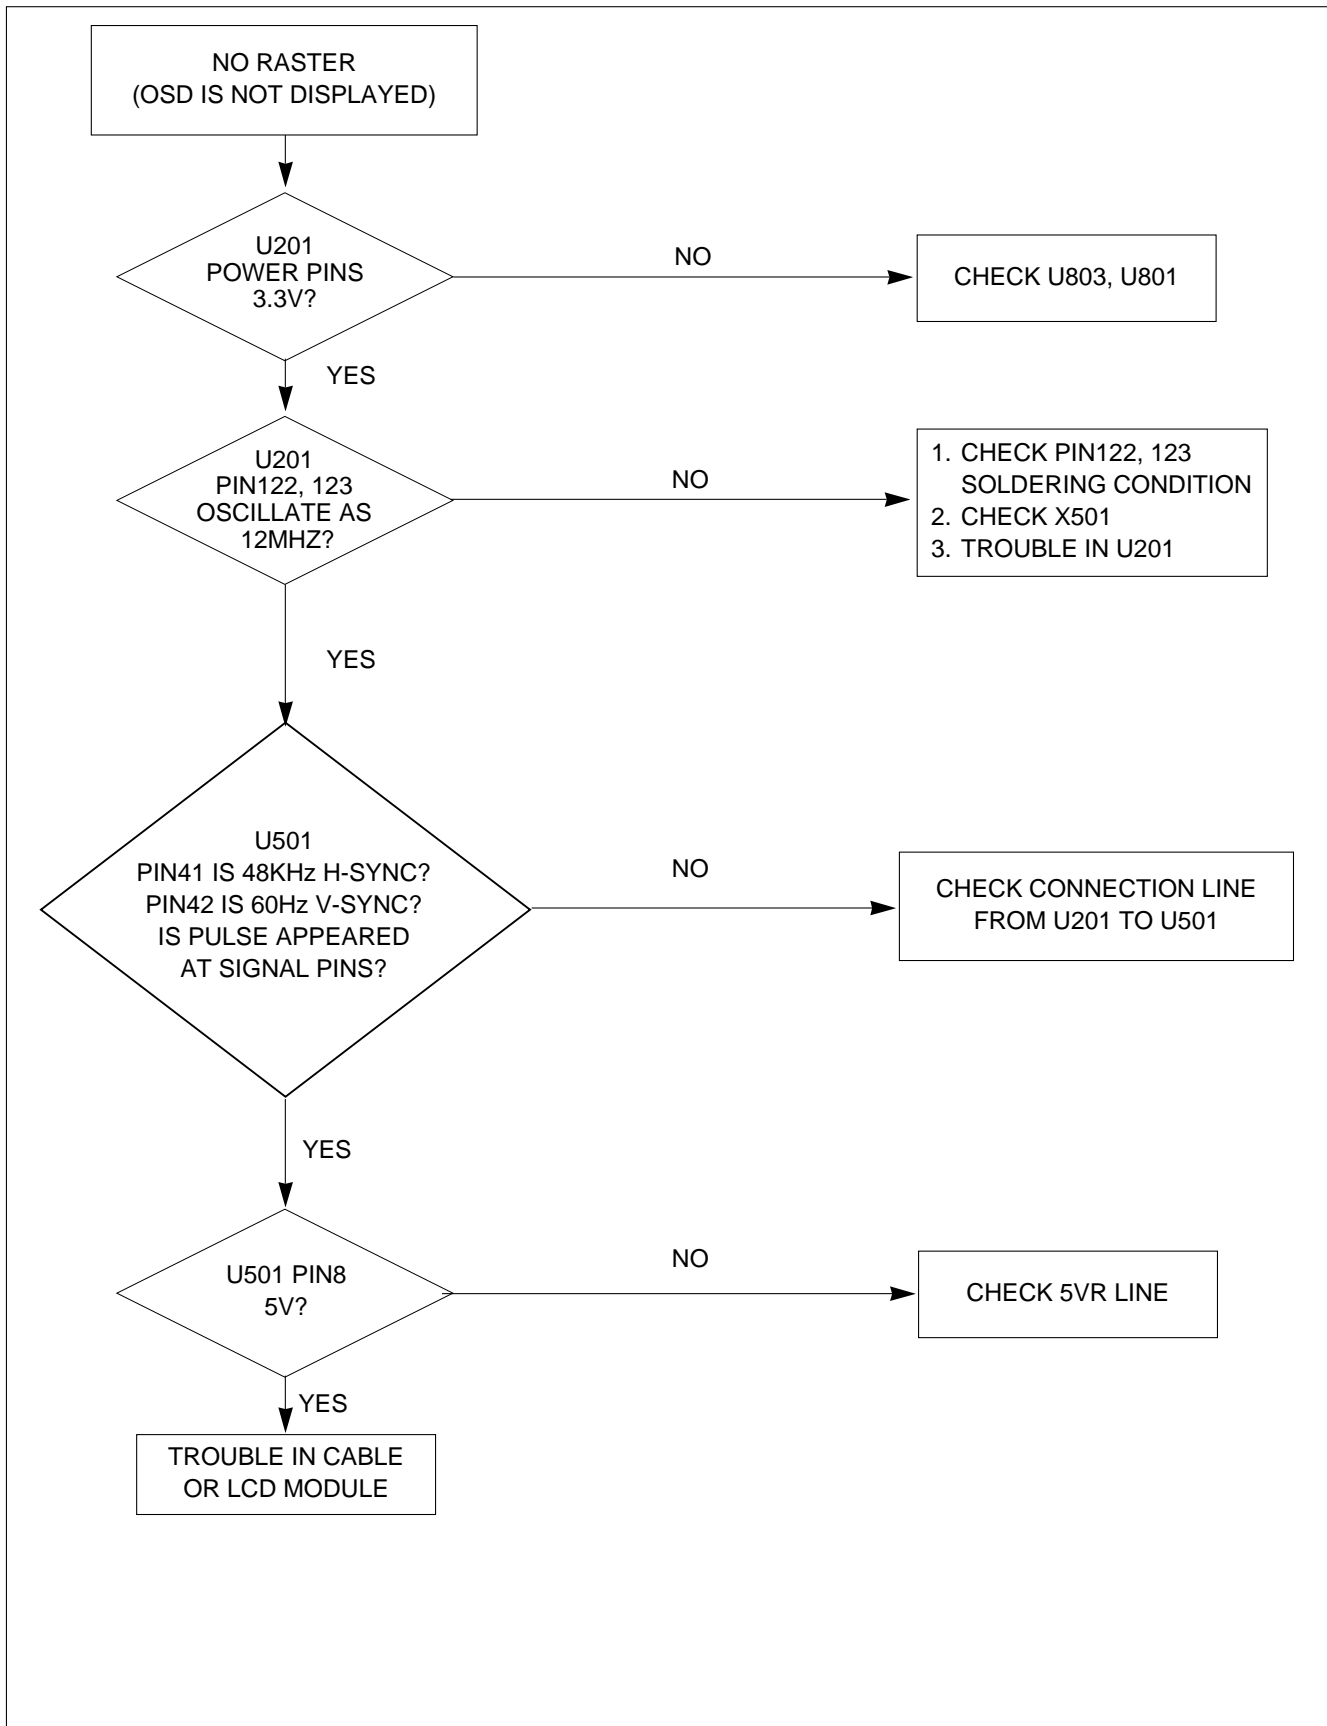 NO RASTER
(OSD IS NOT DISPLAYED)
U201
POWER PINS
3.3V?
NO
CHECK U803, U801
YES
U201
PIN122, 123
OSCILLATE AS
12MHZ?
NO
1. CHECK PIN122, 123
SOLDERING CONDITION
2. CHECK X501
3. TROUBLE IN U201
YES
U501
PIN41 IS 48KHz H-SYNC?
PIN42 IS 60Hz V-SYNC?
IS PULSE APPEARED
AT SIGNAL PINS?
NO
CHECK CONNECTION LINE
FROM U201 TO U501
YES
U501 PIN8
5V?
NO
CHECK 5VR LINE
YES
TROUBLE IN CABLE
OR LCD MODULE